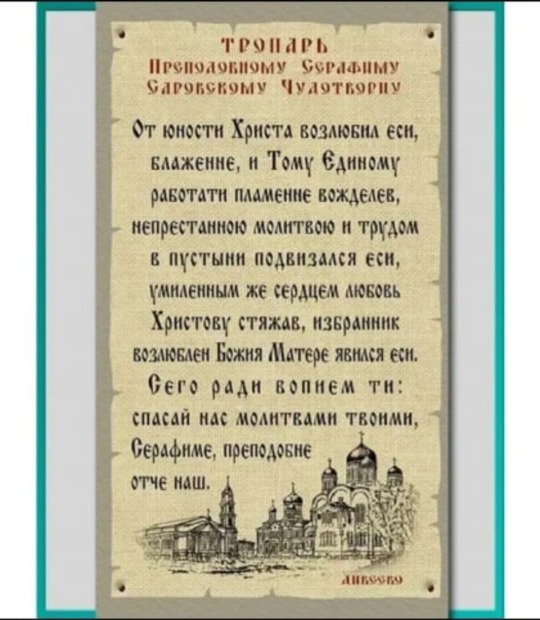 ТРОПАРЬ
Преподобному Серафиму
Саровскому Чудотворцу
От юности Христа возлюбил еси,
блаженне, и Тому Единому
работати пламенне вожделев,
непрестанною молитвою и трудом
в пустыни подвизался еси,
умиленным же сердцем любовь
Христову стяжав, избранник
возлюблен Божия Матере явился еси.
Сего ради вопием ти:
спасай нас молитвами твоими,
Серафиме, преподобне
отче наш.
ДИВЕЕВО